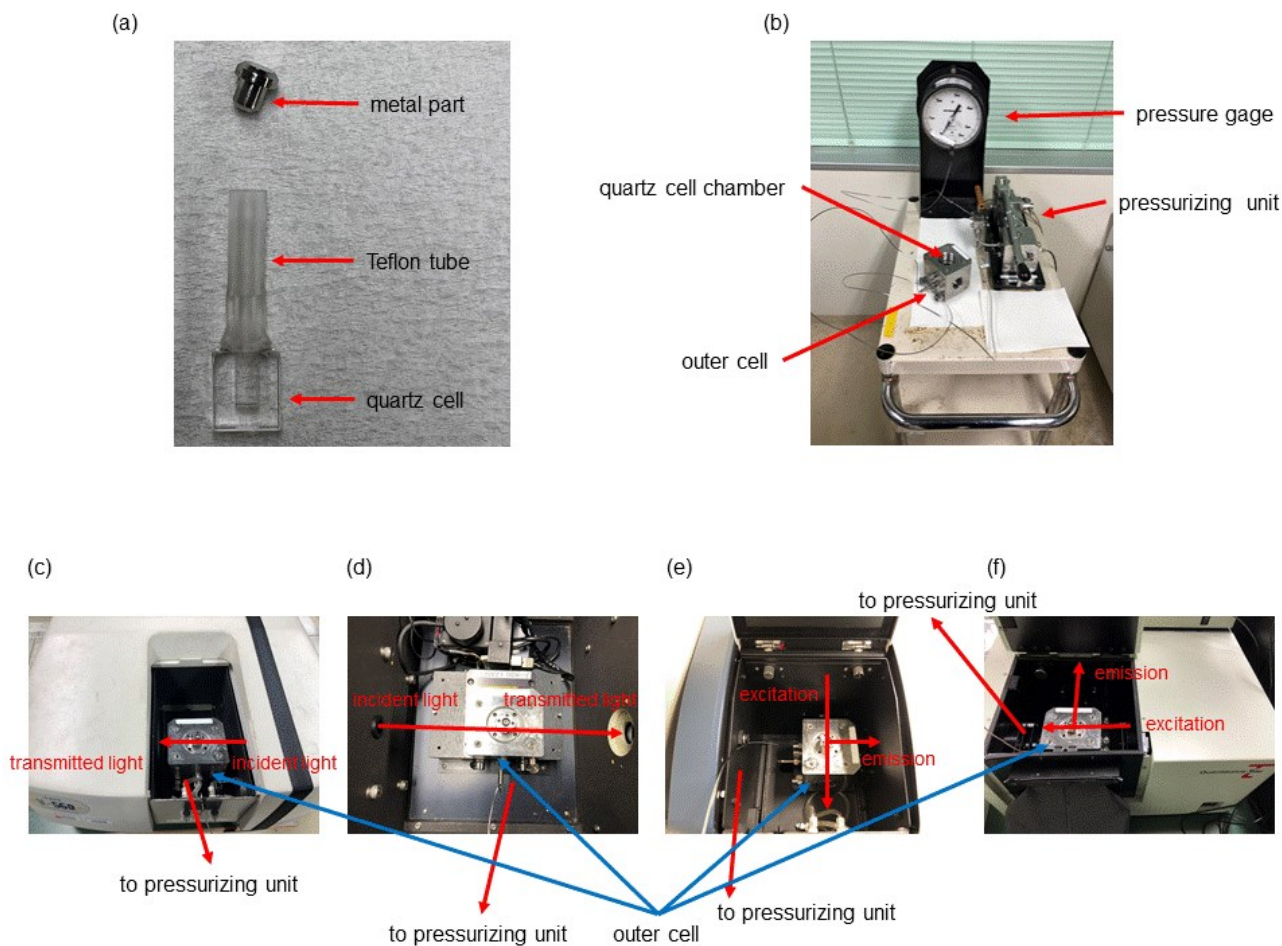 (a)
metal part
Teflon tube
quartz cell
(b)
pressure gage
quartz cell chamber
pressurizing unit
outer cell
(c)
transmitted light
incident light
to pressurizing unit
(d)
incident light
transmitted light
to pressurizing unit
(e)
excitation
emission
to pressurizing unit
(f)
to pressurizing unit
emission
excitation
outer cell